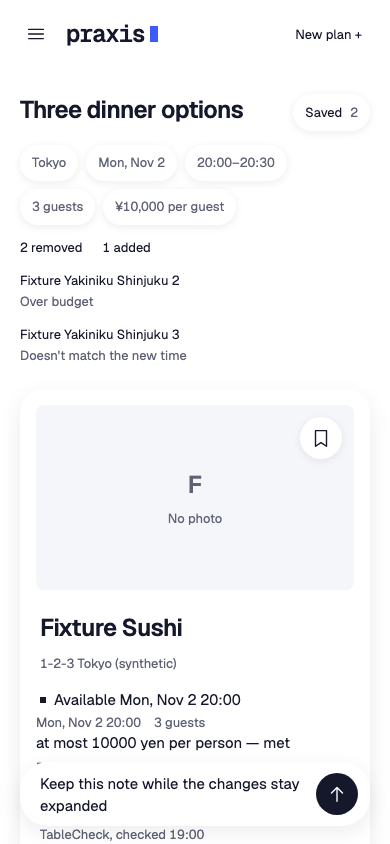 praxis
New plan +
Three dinner options
Saved 2
Tokyo
Mon, Nov 2
20:00–20:30
3 guests
¥10,000 per guest
2 removed
1 added
Fixture Yakiniku Shinjuku 2
Over budget
Fixture Yakiniku Shinjuku 3
Doesn't match the new time
F
No photo
Fixture Sushi
1-2-3 Tokyo (synthetic)
Available Mon, Nov 2 20:00
Mon, Nov 2 20:00 3 guests
at most 10000 yen per person — met
Keep this note while the changes stay
expanded
TableCheck, checked 19:00